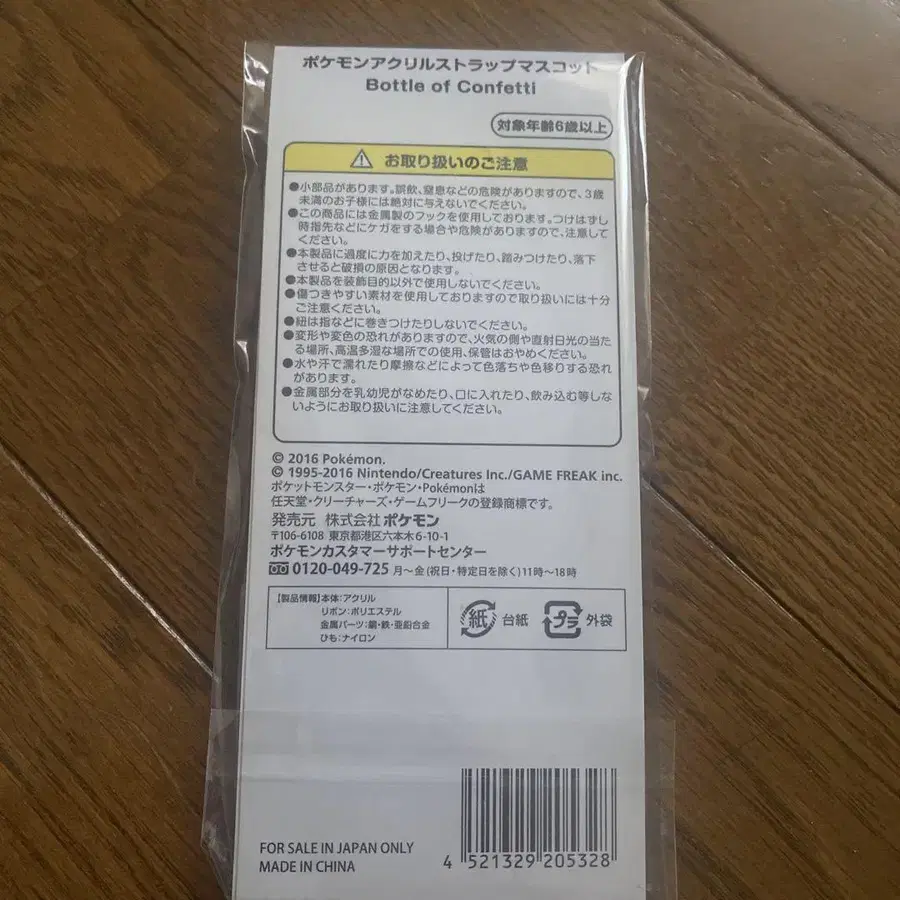 ポケモンアクリルストラップマスコット
Bottle of Confetti
対象年齢6歳以上
お取り扱いのご注意
●小部品があります。誤飲、窒息などの危険がありますので、3歳
未満のお子様には絶対に与えないでください。
●この商品には金属製のフックを使用しております。つけはずし
時指先などにケガをする場合や危険がありますので、注意して
ください。
●本製品に過度に力を加えたり、投げたり、踏みつけたり、落下
させると破損の原因となります。
●本製品を装飾目的以外で使用しないでください。
●傷つきやすい素材を使用しておりますので取り扱いには十分
ご注意ください。
●紐は指などに巻きつけたりしないでください。
●変形や変色の恐れがありますので、火気の側や直射日光の当た
る場所、高温多湿な場所での使用、保管はおやめください。
●水や汗で濡れたり摩擦などによって色落ちや色移りする恐れ
があります。
●金属部分を乳幼児がなめたり、口に入れたり、飲み込む等しな
いようにお取り扱いに注意してください。
© 2016 Pokémon.
© 1995-2016 Nintendo/Creatures Inc./GAME FREAK inc.
ポケットモンスター・ポケモン・Pokémonは
任天堂・クリーチャーズ・ゲームフリークの登録商標です。
発売元 株式会社ポケモン
〒106-6108 東京都港区六本木6-10-1
ポケモンカスタマーサポートセンター
0120-049-725 月～金(祝日・特定日を除く)11時～18時
【製品情報】本体:アクリル
リボン:ポリエステル
金属パーツ:銅・鉄・亜鉛合金
ひも:ナイロン
紙 台紙
プラ 外袋
FOR SALE IN JAPAN ONLY
MADE IN CHINA
4 521329 205328